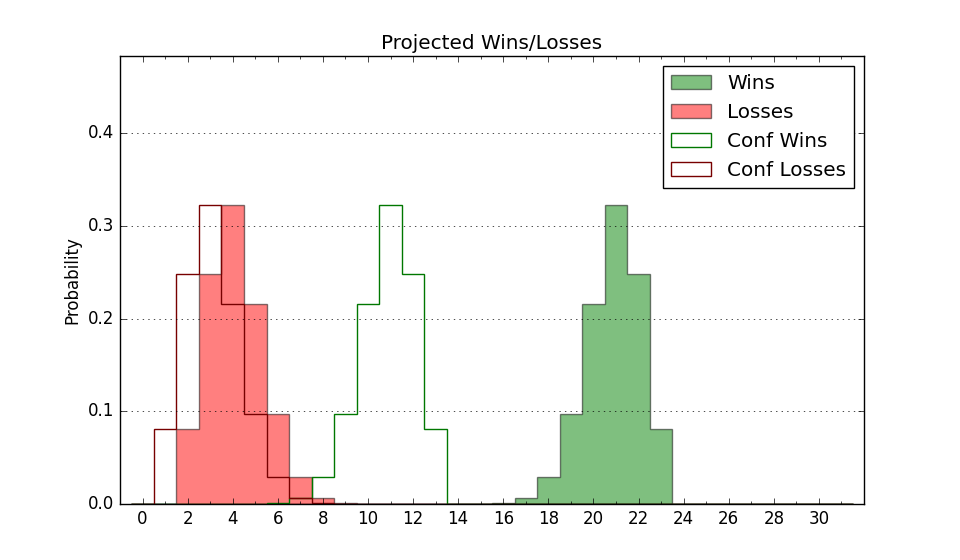 Projected Wins/Losses
Wins
Losses
Conf Wins
Conf Losses
Probability
0.4
0.3
0.2
0.1
0.0
0 2 4 6 8 10 12 14 16 18 20 22 24 26 28 30